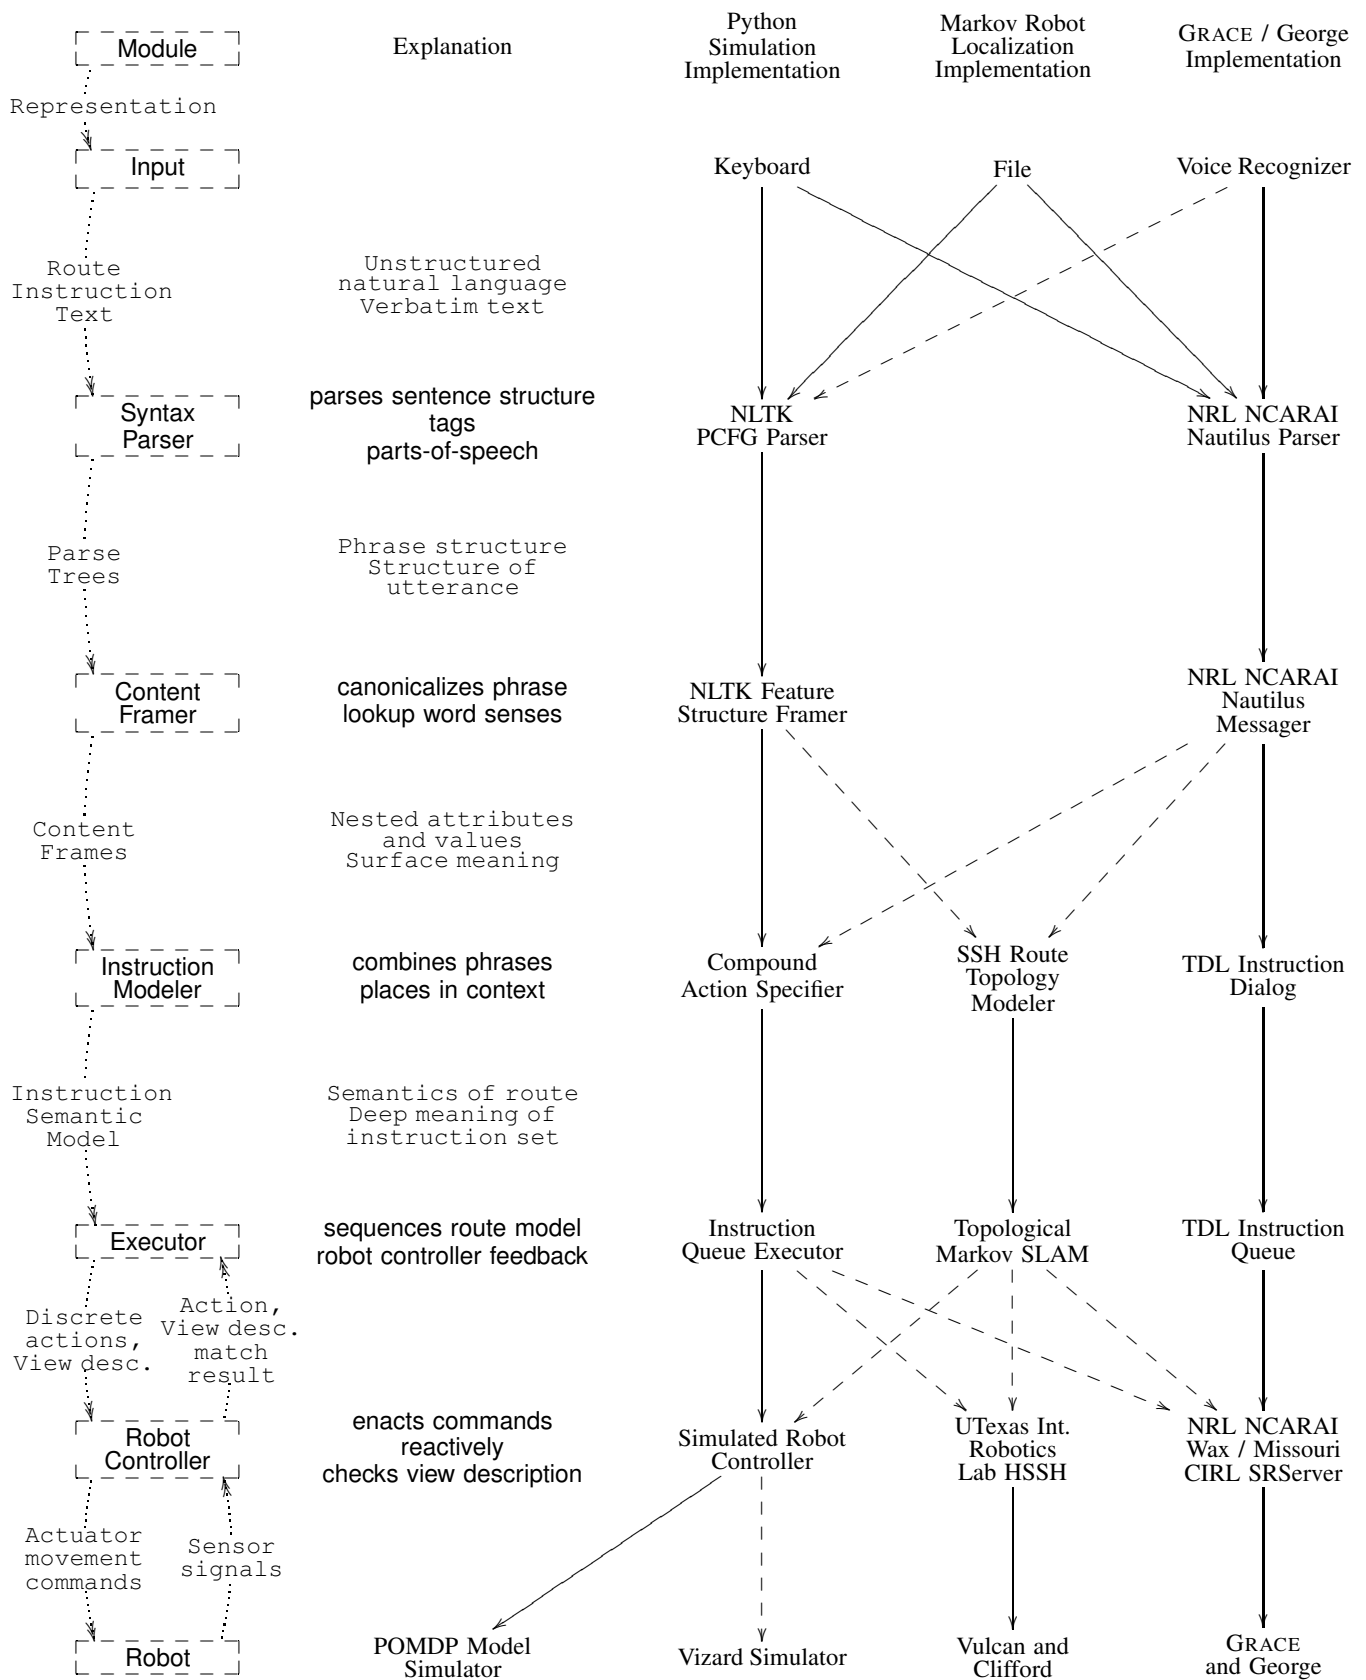 Module
Explanation
Python
Simulation
Implementation
Markov Robot
Localization
Implementation
GRACE / George
Implementation
Representation
Input
Keyboard
File
Voice Recognizer
Route
Instruction
Text
Unstructured
natural language
Verbatim text
Syntax
Parser
parses sentence structure
tags
parts-of-speech
NLTK
PCFG Parser
NRL NCARAI
Nautilus Parser
Parse
Trees
Phrase structure
Structure of
utterance
Content
Framer
canonicalizes phrase
lookup word senses
NLTK Feature
Structure Framer
NRL NCARAI
Nautilus
Messager
Content
Frames
Nested attributes
and values
Surface meaning
Instruction
Modeler
combines phrases
places in context
Compound
Action Specifier
SSH Route
Topology
Modeler
TDL Instruction
Dialog
Instruction
Semantic
Model
Semantics of route
Deep meaning of
instruction set
Executor
sequences route model
robot controller feedback
Instruction
Queue Executor
Topological
Markov SLAM
TDL Instruction
Queue
Discrete
actions,
View desc.
Action,
View desc.
match
result
Robot
Controller
enacts commands
reactively
checks view description
Simulated Robot
Controller
UTexas Int.
Robotics
Lab HSSH
NRL NCARAI
Wax / Missouri
CIRL SRServer
Actuator
movement
commands
Sensor
signals
Robot
POMDP Model
Simulator
Vizard Simulator
Vulcan and
Clifford
GRACE
and George